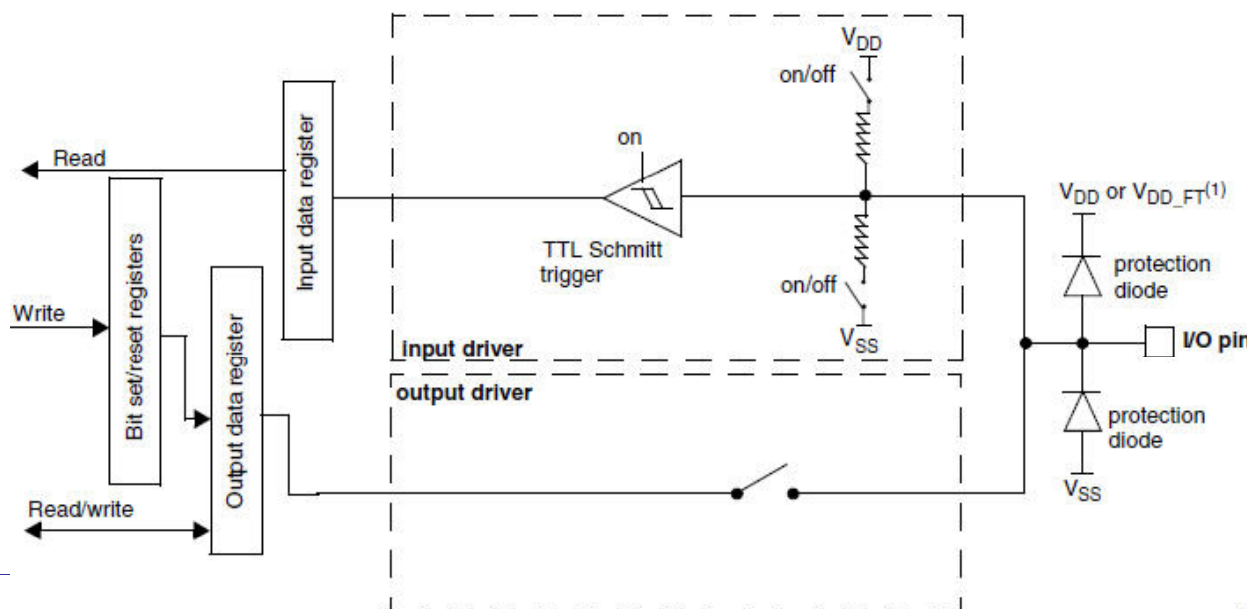 VDD
on/off
on
Read
Input data register
TTL Schmitt
trigger
VDD or VDD_FT(1)
protection
diode
Bit set/reset registers
Write
on/off
VSS
Output data register
input driver
I/O pin
output driver
protection
diode
VSS
Read/write